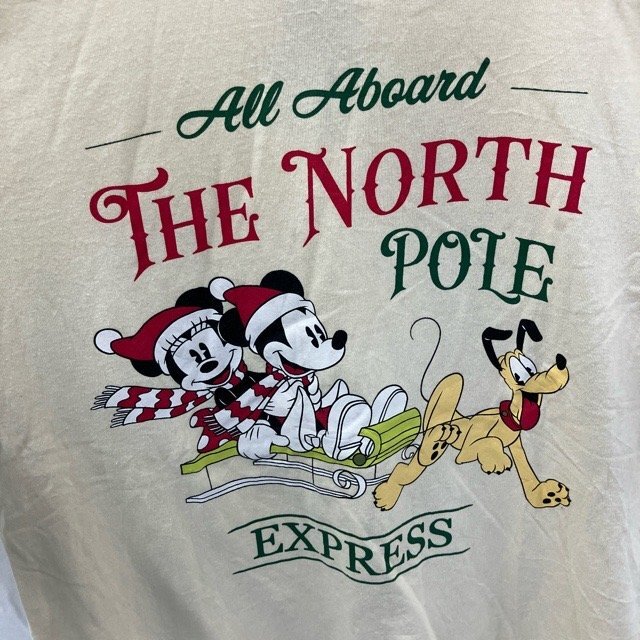 All Aboard
THE NORTH
POLE
EXPRESS